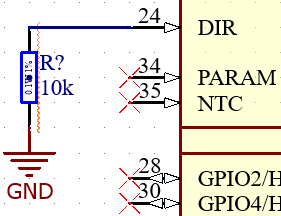 24
DIR
34
R?
PARAM
10k
35
NTC
28
GPIO2/H
GND
30
GPIO4/H